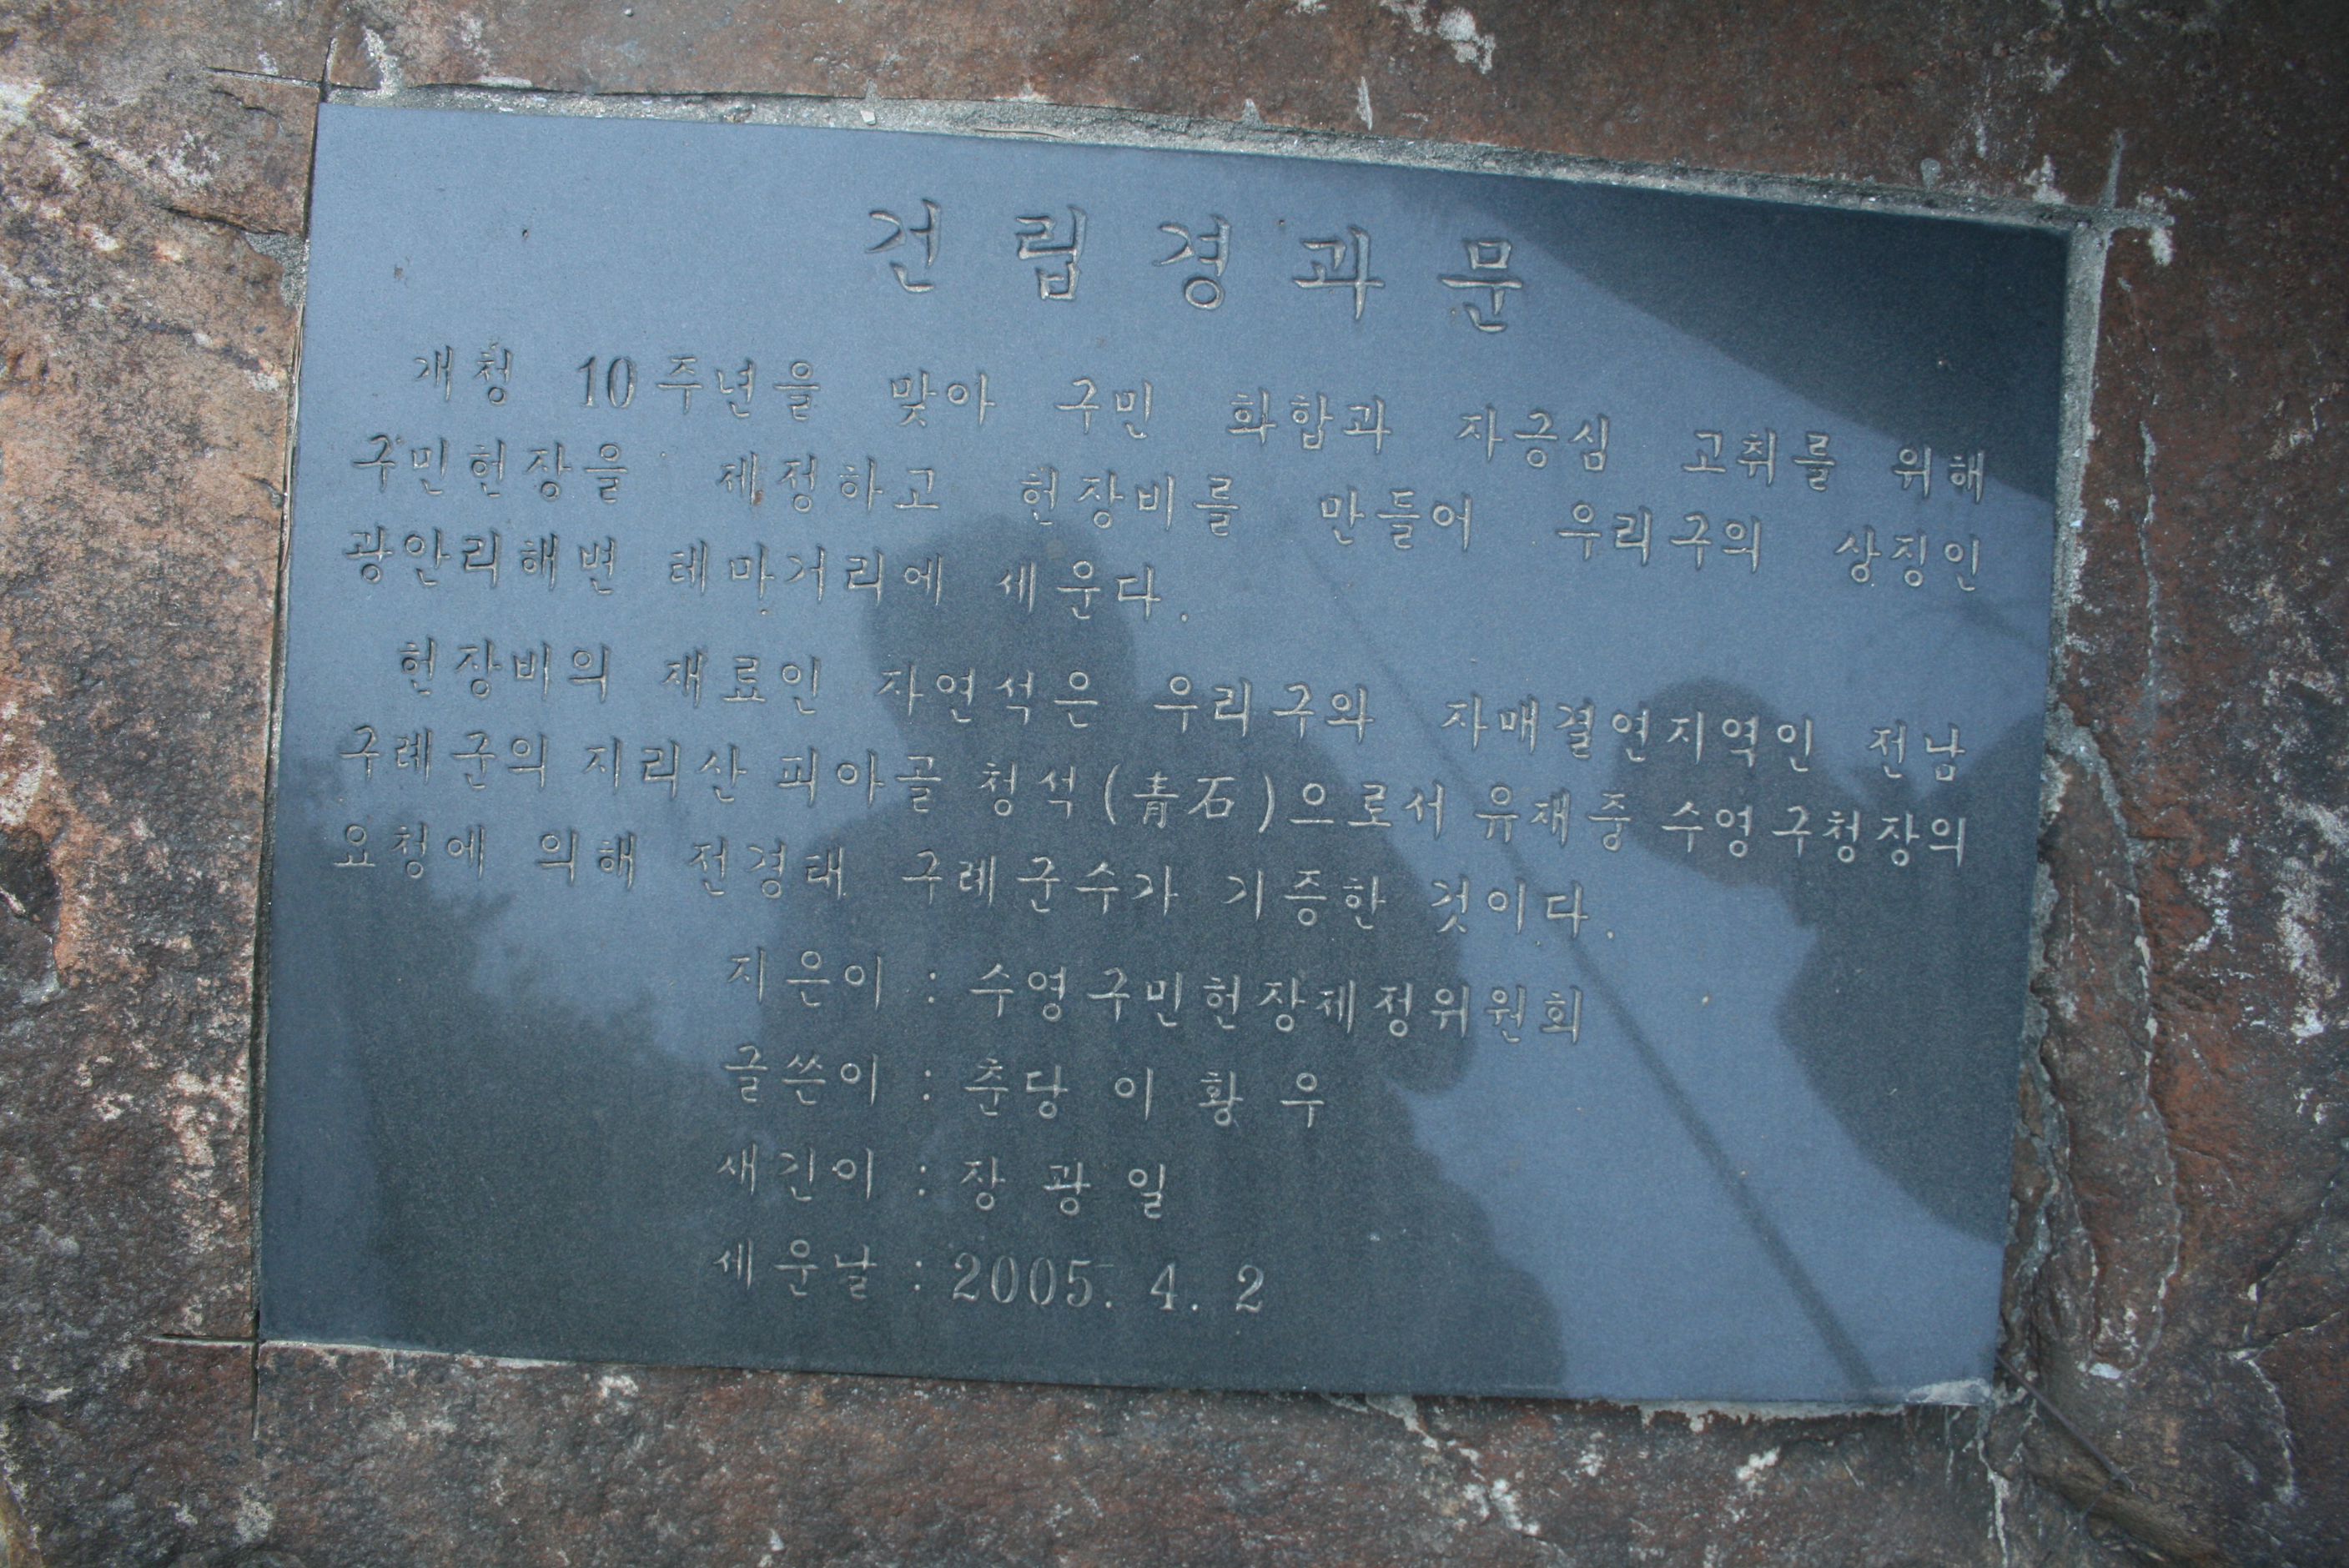 건립경과문
개청 10주년을 맞아 구민 화합과 자긍심 고취를 위해
구민헌장을 제정하고 헌장비를 만들어 우리구의 상징인
광안리해변 테마거리에 세운다.
헌장비의 재료인 자연석은 우리구와 자매결연지역인 전남
구례군의 지리산 피아골 청석(靑石)으로서 유재중 수영구청장의
요청에 의해 전경태 구례군수가 기증한 것이다.
지은이 : 수영구민헌장제정위원회
글쓴이 : 춘당 이황우
새긴이 : 장광일
세운날 : 2005. 4. 2